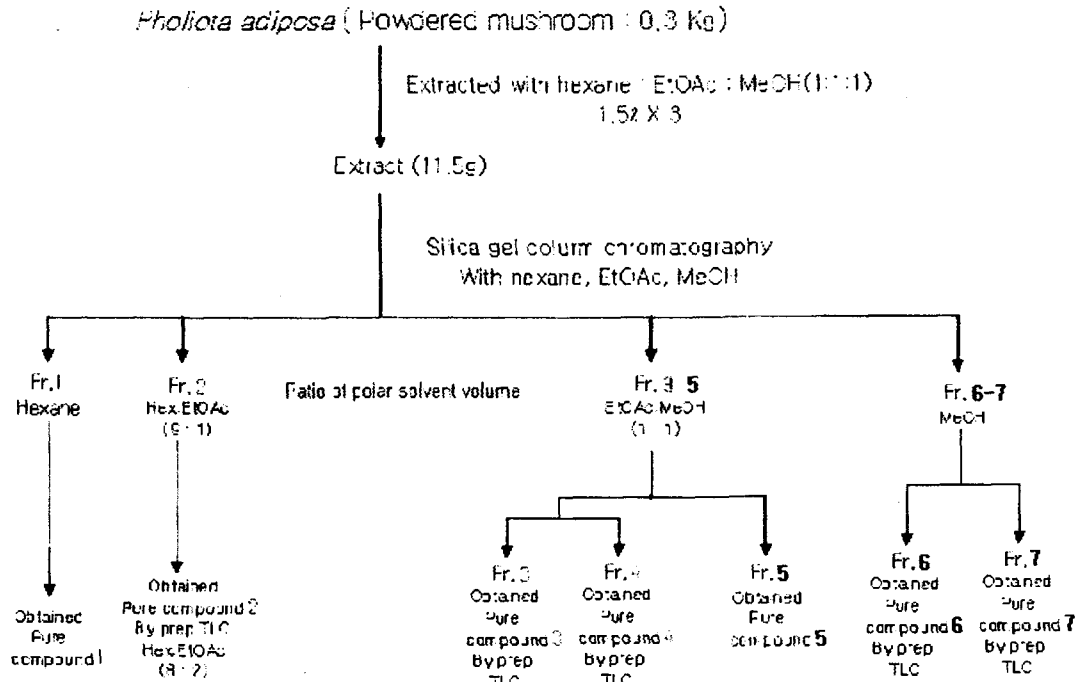 Pholiota adiposa ( Powdered mushroom : 0.3 Kg)
Extracted with hexane : EtOAc : MeOH(1:1:1)
1.5ℓ X 3
Extract (11.5g)
Silica gel column chromatography
With hexane, EtOAc, MeOH
Fr.1
Hexane
Fr.2
Hex:EtOAc
(9 : 1)
Ratio of polar solvent volume
Fr.3-5
EtOAc:MeOH
(1 : 1)
Fr.6-7
MeOH
Obtained
Pure
compound1
Obtained
Pure compound 2
By prep TLC
Hex:EtOAc
(8 : 2)
Fr.3
Obtained
Pure
compound 3
By prep
TLC
Fr.4
Obtained
Pure
compound 4
By prep
TLC
Fr.5
Obtained
Pure
compound 5
Fr.6
Obtained
Pure
compound 6
By prep
TLC
Fr.7
Obtained
Pure
compound 7
By prep
TLC